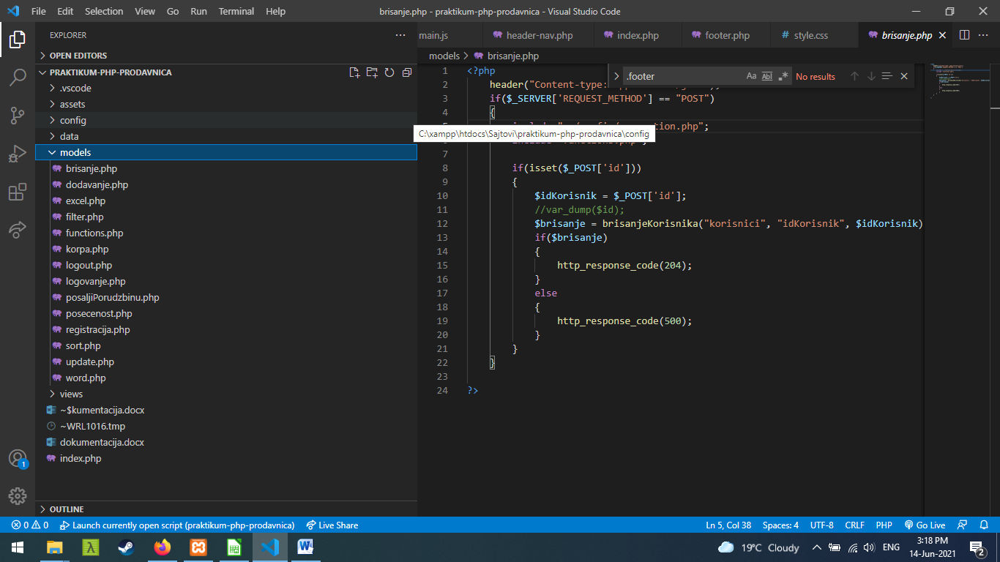 File Edit Selection View Go Run Terminal Help
brisanje.php - praktikum-php-prodavnica - Visual Studio Code
EXPLORER
OPEN EDITORS
PRAKTIKUM-PHP-PRODAVNICA
.vscode
assets
config
data
models
brisanje.php
dodavanje.php
excel.php
filter.php
functions.php
korpa.php
logout.php
logovanje.php
posaljiPorudzbinu.php
posecenost.php
registracija.php
sort.php
update.php
word.php
views
~$kumentacija.docx
~WRL1016.tmp
dokumentacija.docx
index.php
OUTLINE
1
main.js header-nav.php index.php footer.php # style.css brisanje.php
models > brisanje.php
.footer Aa Abl .* No results
C:\xampp\htdocs\Sajtovi\praktikum-php-prodavnica\config
1 <?php
2 header("Content-type:
3 if($_SERVER['REQUEST_METHOD'] == "POST")
4 {
tion.php";
7
8 if(isset($_POST['id']))
9 {
10 $idKorisnik = $_POST['id'];
11 //var_dump($id);
12 $brisanje = brisanjeKorisnika("korisnici", "idKorisnik", $idKorisnik)
13 if($brisanje)
14 {
15 http_response_code(204);
16 }
17 else
18 {
19 http_response_code(500);
20 }
21 }
22 }
23
24 ?>
0 0 Launch currently open script (praktikum-php-prodavnica) Live Share
Ln 5, Col 38 Spaces: 4 UTF-8 CRLF PHP Go Live
19°C Cloudy ENG
3:18 PM
14-Jun-2021
2